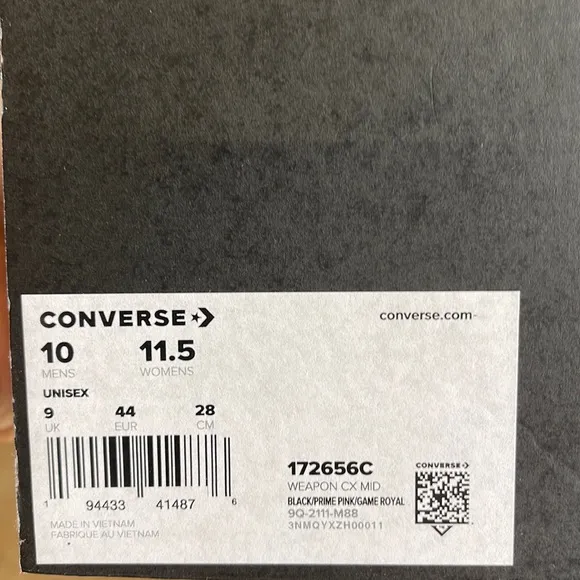 CONVERSE
converse.com
10 11.5
MENS WOMENS
UNISEX
9 44 28
UK EUR CM
1 94433 41487 6
MADE IN VIETNAM
FABRIQUE AU VIETNAM
172656C
WEAPON CX MID
BLACK/PRIME PINK/GAME ROYAL
9Q-2111-M88
3NMQYXZH00011
CONVERSE